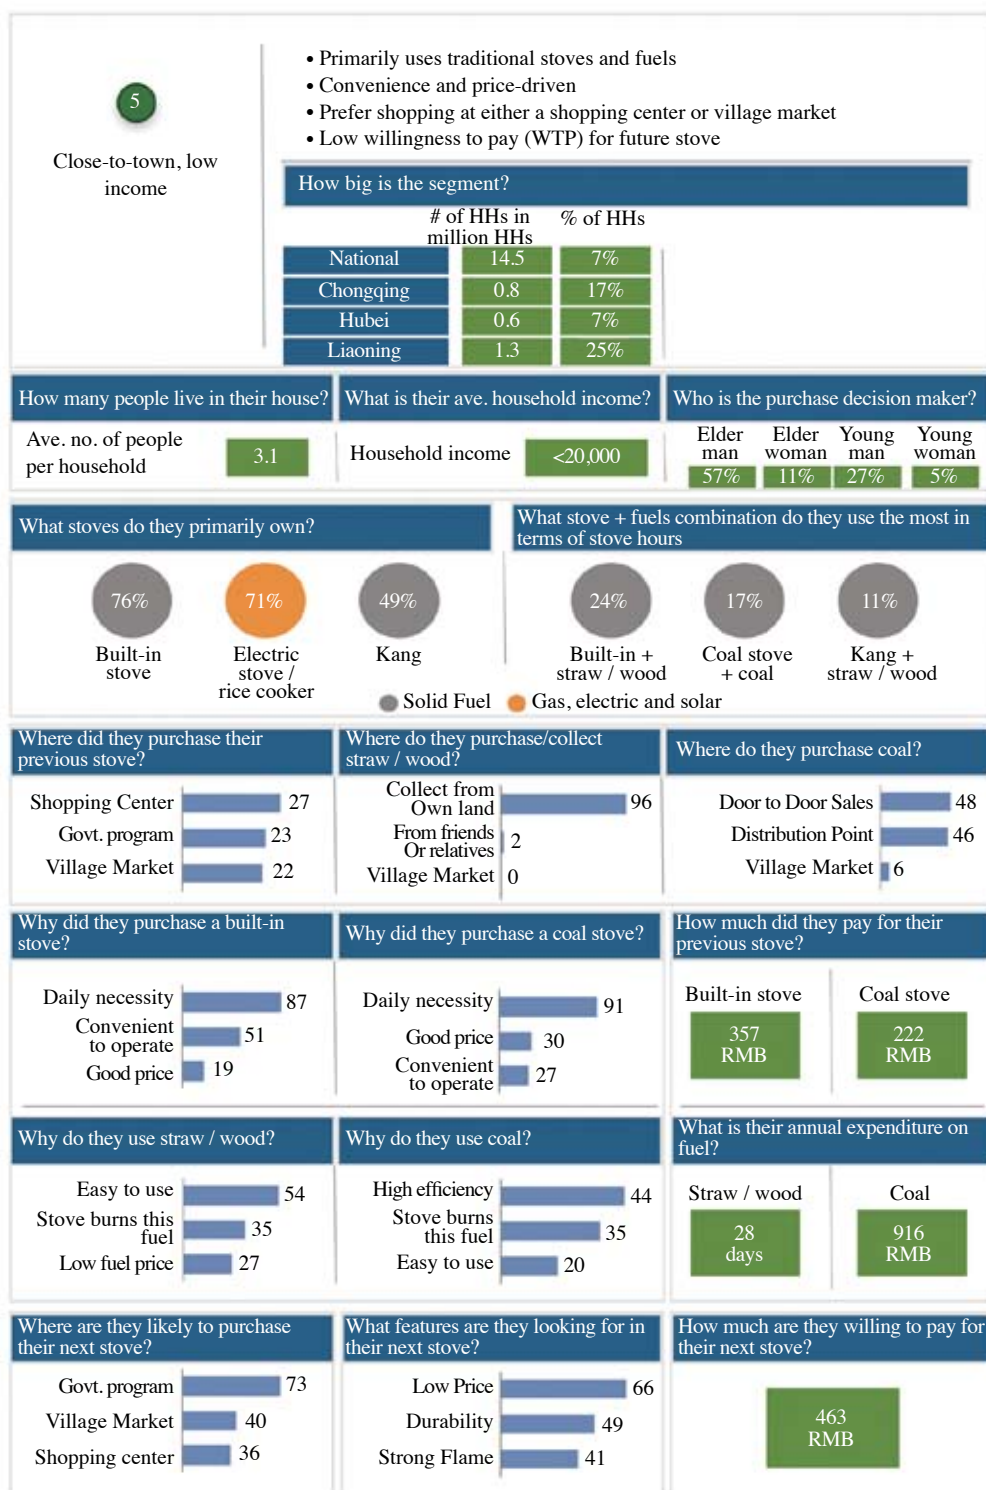 5
Close-to-town, low
income
• Primarily uses traditional stoves and fuels
• Convenience and price-driven
• Prefer shopping at either a shopping center or village market
• Low willingness to pay (WTP) for future stove
How big is the segment?
# of HHs in
million HHs
% of HHs
National 14.5 7%
Chongqing 0.8 17%
Hubei 0.6 7%
Liaoning 1.3 25%
How many people live in their house?
Ave. no. of people
per household
3.1
What is their ave. household income?
Household income <20,000
Who is the purchase decision maker?
Elder
man
Elder
woman
Young
man
Young
woman
57% 11% 27% 5%
What stoves do they primarily own?
76% 71% 49%
Built-in
stove
Electric
stove /
rice cooker
Kang
What stove + fuels combination do they use the most in
terms of stove hours
24% 17% 11%
Built-in +
straw / wood
Coal stove
+ coal
Kang +
straw / wood
Solid Fuel Gas, electric and solar
Where did they purchase their
previous stove?
Shopping Center 27
Govt. program 23
Village Market 22
Where do they purchase/collect
straw / wood?
Collect from
Own land 96
From friends
Or relatives 2
Village Market 0
Where do they purchase coal?
Door to Door Sales 48
Distribution Point 46
Village Market 6
Why did they purchase a built-in
stove?
Daily necessity 87
Convenient
to operate 51
Good price 19
Why did they purchase a coal stove?
Daily necessity 91
Good price 30
Convenient
to operate 27
How much did they pay for their
previous stove?
Built-in stove
357
RMB
Coal stove
222
RMB
Why do they use straw / wood?
Easy to use 54
Stove burns this
fuel 35
Low fuel price 27
Why do they use coal?
High efficiency 44
Stove burns
this fuel 35
Easy to use 20
What is their annual expenditure on
fuel?
Straw / wood
28
days
Coal
916
RMB
Where are they likely to purchase
their next stove?
Govt. program 73
Village Market 40
Shopping center 36
What features are they looking for in
their next stove?
Low Price 66
Durability 49
Strong Flame 41
How much are they willing to pay for
their next stove?
463
RMB